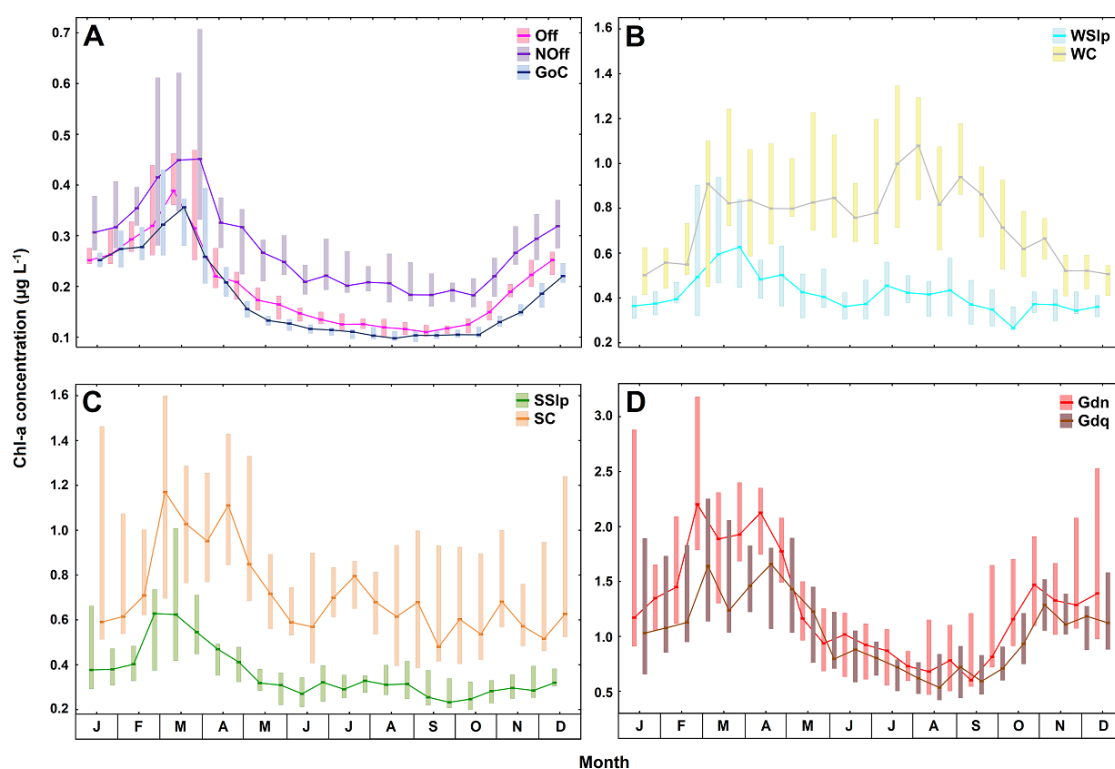 A
Off
NOff
GoC
0.7
0.6
0.5
0.4
0.3
0.2
0.1
B
WSlp
WC
1.6
1.4
1.2
1.0
0.8
0.6
0.4
0.2
Chl-a concentration (µg L⁻¹)
C
SSlp
SC
1.6
1.4
1.2
1.0
0.8
0.6
0.4
0.2
J F M A M J J A S O N D
D
Gdn
Gdq
3.0
2.5
2.0
1.5
1.0
0.5
J F M A M J J A S O N D
Month